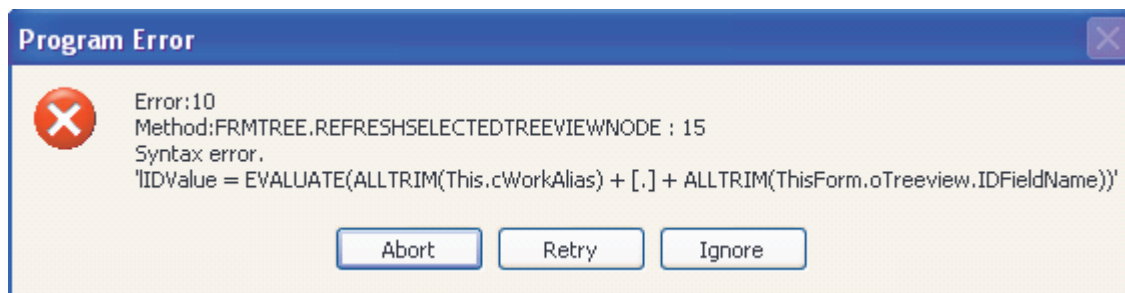 Program Error
Error:10
Method:FRMTREE.REFRESHSELECTEDTREEVIEWNODE : 15
Syntax error.
'lIDValue = EVALUATE(ALLTRIM(This.cWorkAlias) + [.] + ALLTRIM(ThisForm.oTreeview.IDFieldName))'
Abort
Retry
Ignore